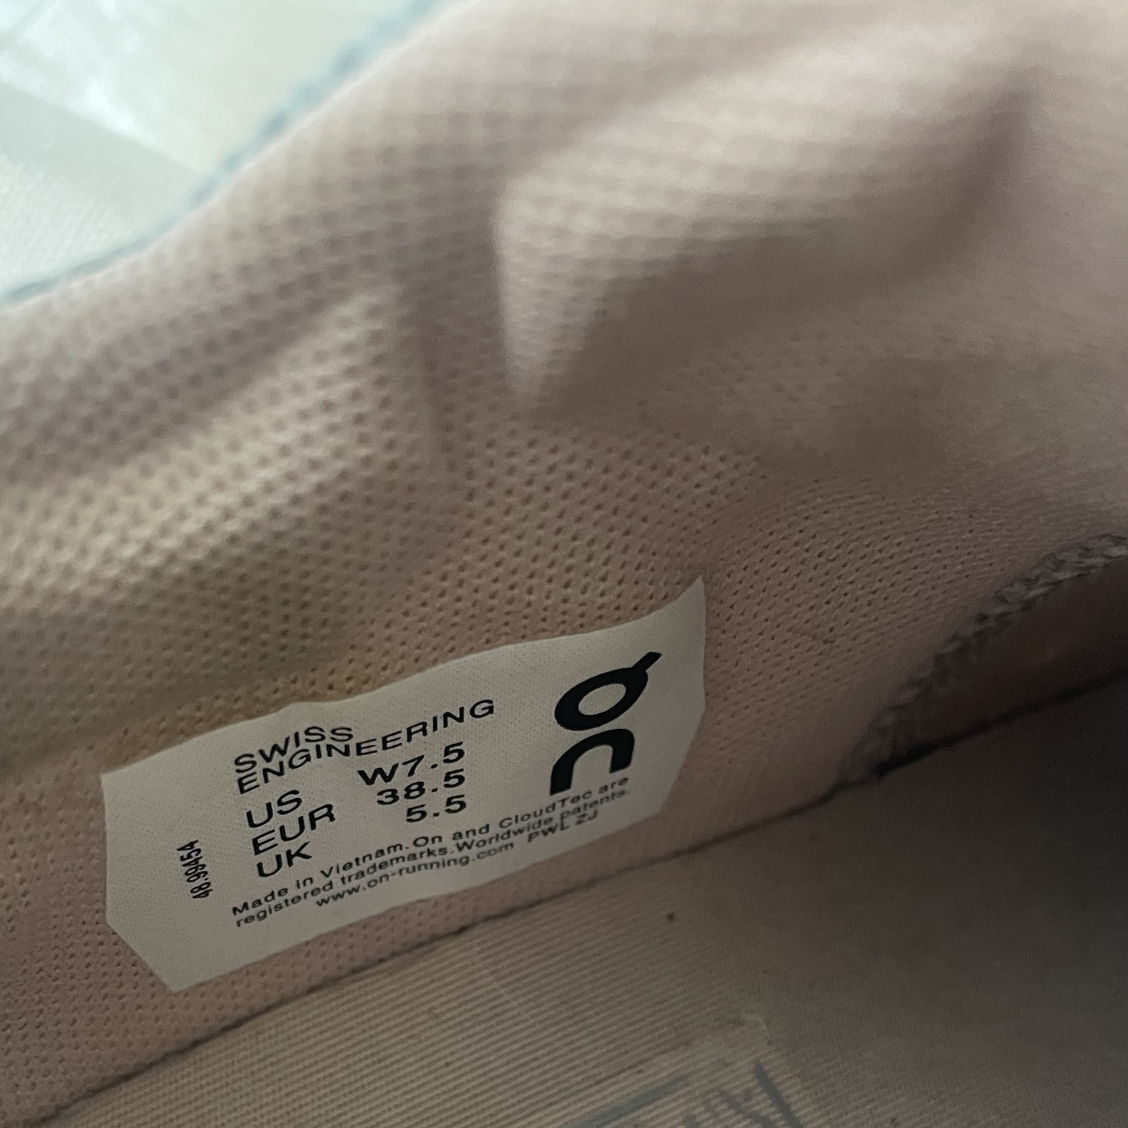 SWISS
ENGINEERING
US W7.5
EUR 38.5
UK 5.5
Made in Vietnam. On and CloudTec are
registered trademarks. Worldwide patents.
www.on-running.com PWL ZJ
48.99454
on